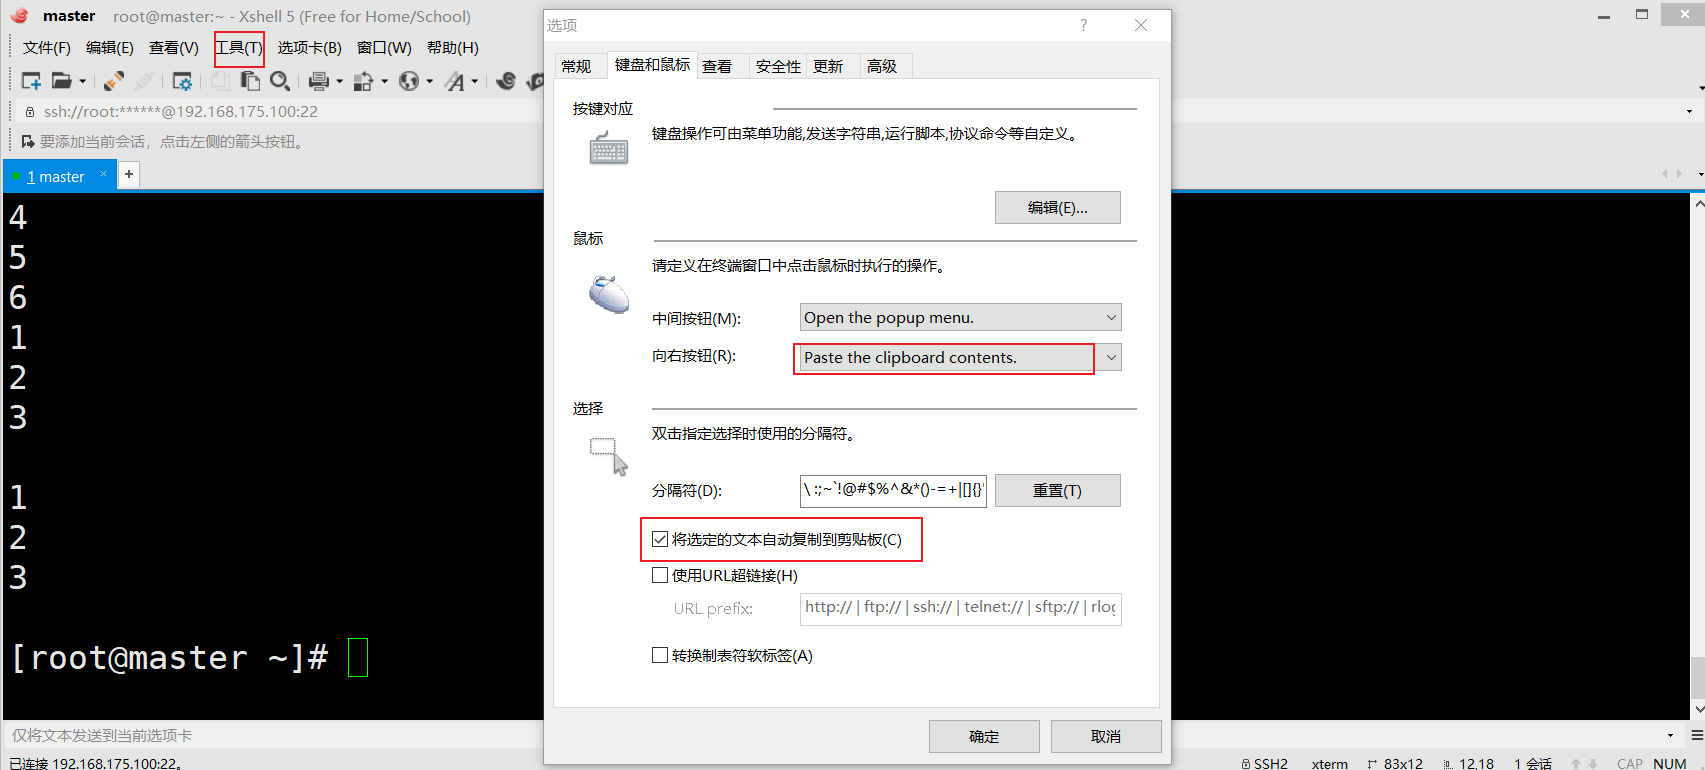 master root@master:~ - Xshell 5 (Free for Home/School)
文件(F) 编辑(E) 查看(V) 工具(T) 选项卡(B) 窗口(W) 帮助(H)
ssh://root:******@192.168.175.100:22
要添加当前会话，点击左侧的箭头按钮。
1 master × +
4
5
6
1
2
3
1
2
3
[root@master ~]#
仅将文本发送到当前选项卡
已连接 192.168.175.100:22。
SSH2 xterm 83x12 12,18 1 会话 CAP NUM
选项 ?
常规 键盘和鼠标 查看 安全性 更新 高级
按键对应
键盘操作可由菜单功能,发送字符串,运行脚本,协议命令等自定义。
编辑(E)...
鼠标
请定义在终端窗口中点击鼠标时执行的操作。
中间按钮(M): Open the popup menu.
向右按钮(R): Paste the clipboard contents.
选择
双击指定选择时使用的分隔符。
分隔符(D): \ :;~`!@#$%^&*()-=+|[]{}' 重置(T)
将选定的文本自动复制到剪贴板(C)
使用URL超链接(H)
URL prefix: http:// | ftp:// | ssh:// | telnet:// | sftp:// | rlog
转换制表符软标签(A)
确定 取消